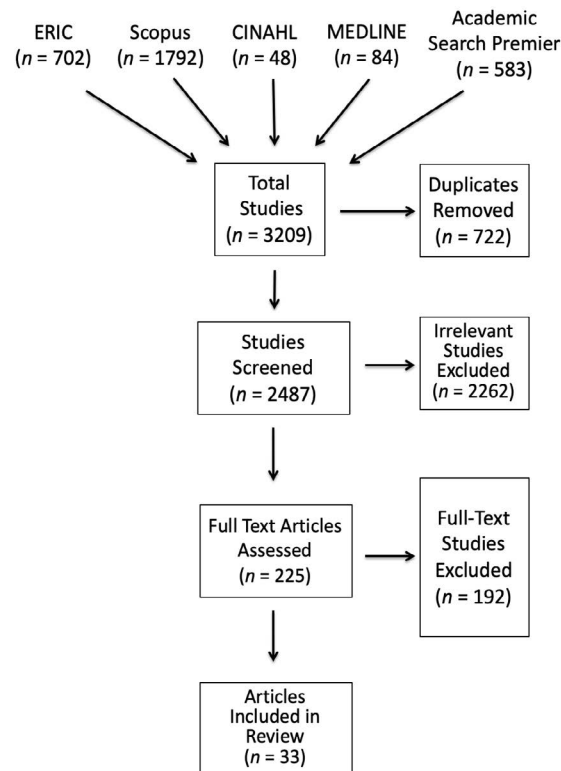 ERIC
(n = 702)
Scopus
(n = 1792)
CINAHL
(n = 48)
MEDLINE
(n = 84)
Academic
Search Premier
(n = 583)
Total
Studies
(n = 3209)
Duplicates
Removed
(n = 722)
Studies
Screened
(n = 2487)
Irrelevant
Studies
Excluded
(n = 2262)
Full Text Articles
Assessed
(n = 225)
Full-Text
Studies
Excluded
(n = 192)
Articles
Included in
Review
(n = 33)